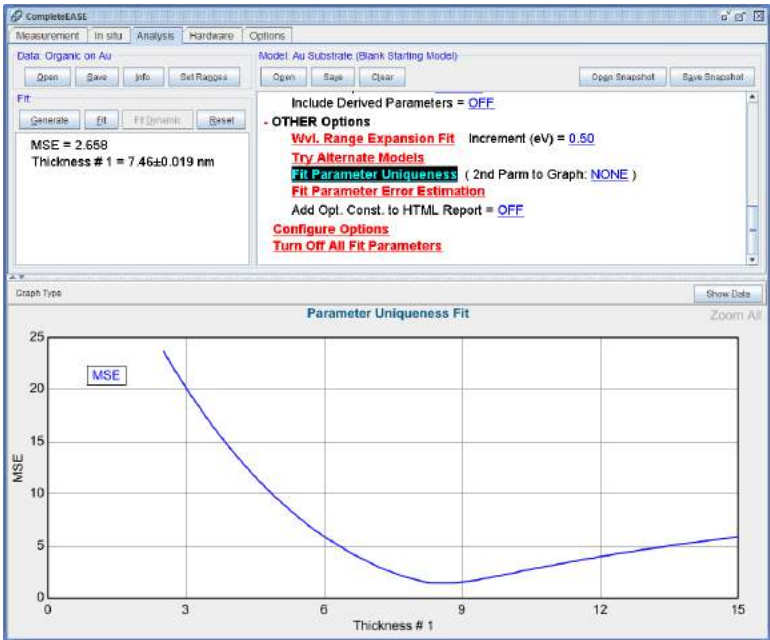 CompleteEASE
Measurement In situ Analysis Hardware Options
Data: Organic on Au
Open Save Info. Set Ranges
Fit:
Generate Fit Fit Dynamic Reset
MSE = 2.658
Thickness # 1 = 7.46±0.019 nm
Model: Au Substrate (Blank Starting Model)
Open Save Clear Open Snapshot Save Snapshot
Include Derived Parameters = OFF
- OTHER Options
Wvl. Range Expansion Fit Increment (eV) = 0.50
Try Alternate Models
Fit Parameter Uniqueness ( 2nd Parm to Graph: NONE )
Fit Parameter Error Estimation
Add Opt. Const. to HTML Report = OFF
Configure Options
Turn Off All Fit Parameters
Graph Type Show Data
Parameter Uniqueness Fit
Zoom All
25
MSE
20
15
MSE
10
5
0
0 3 6 9 12 15
Thickness # 1